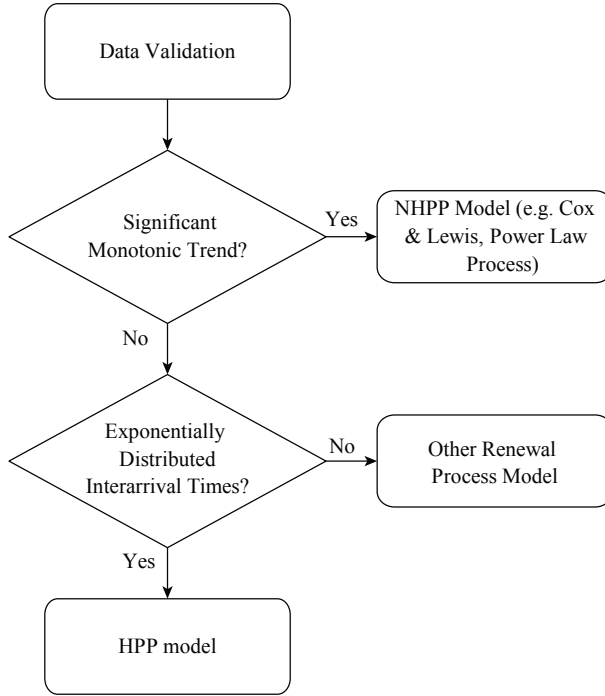 Data Validation
Significant
Monotonic Trend?
Yes
NHPP Model (e.g. Cox
& Lewis, Power Law
Process)
No
Exponentially
Distributed
Interarrival Times?
No
Other Renewal
Process Model
Yes
HPP model